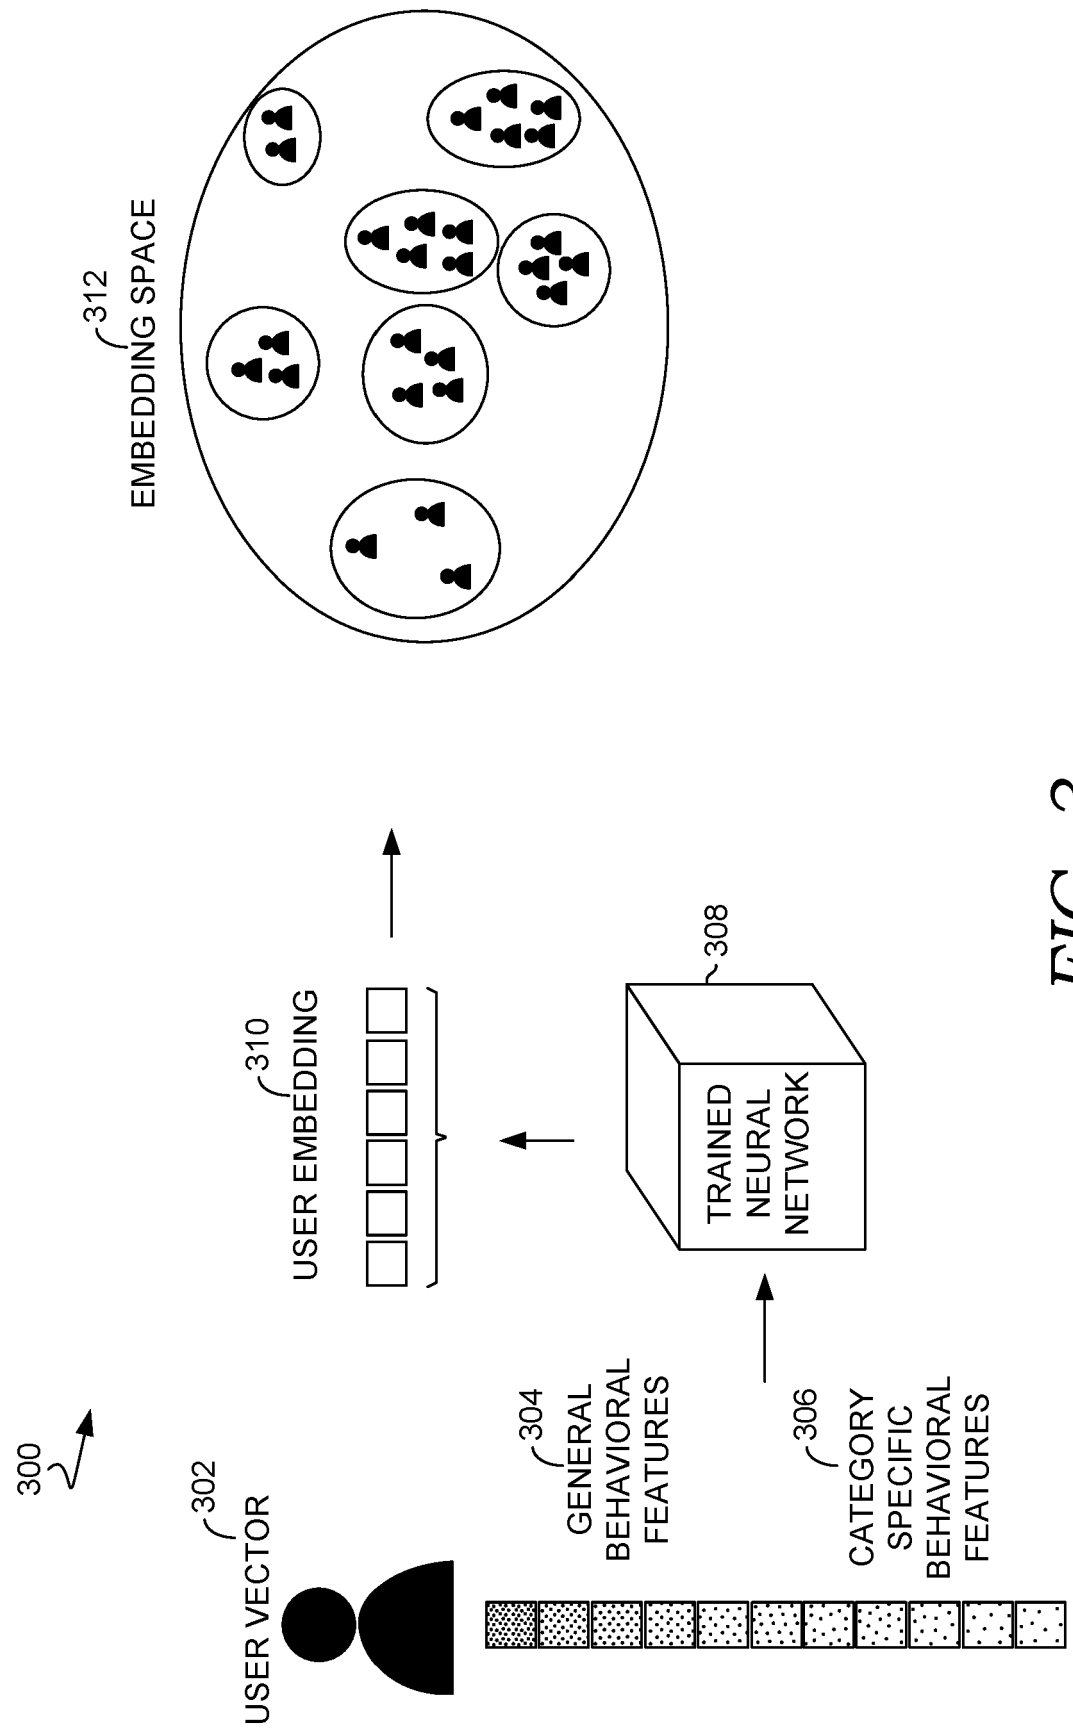 300
302
USER VECTOR
304
GENERAL
BEHAVIORAL
FEATURES
306
CATEGORY
SPECIFIC
BEHAVIORAL
FEATURES
310
USER EMBEDDING
308
TRAINED
NEURAL
NETWORK
312
EMBEDDING SPACE